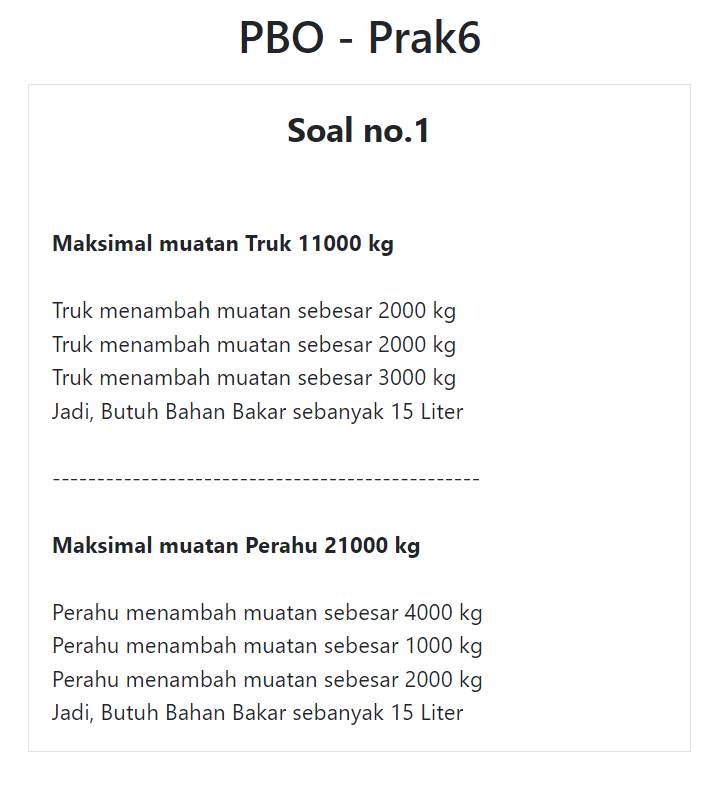 PBO - Prak6
Soal no.1
Maksimal muatan Truk 11000 kg
Truk menambah muatan sebesar 2000 kg
Truk menambah muatan sebesar 2000 kg
Truk menambah muatan sebesar 3000 kg
Jadi, Butuh Bahan Bakar sebanyak 15 Liter
------------------------------------------------
Maksimal muatan Perahu 21000 kg
Perahu menambah muatan sebesar 4000 kg
Perahu menambah muatan sebesar 1000 kg
Perahu menambah muatan sebesar 2000 kg
Jadi, Butuh Bahan Bakar sebanyak 15 Liter